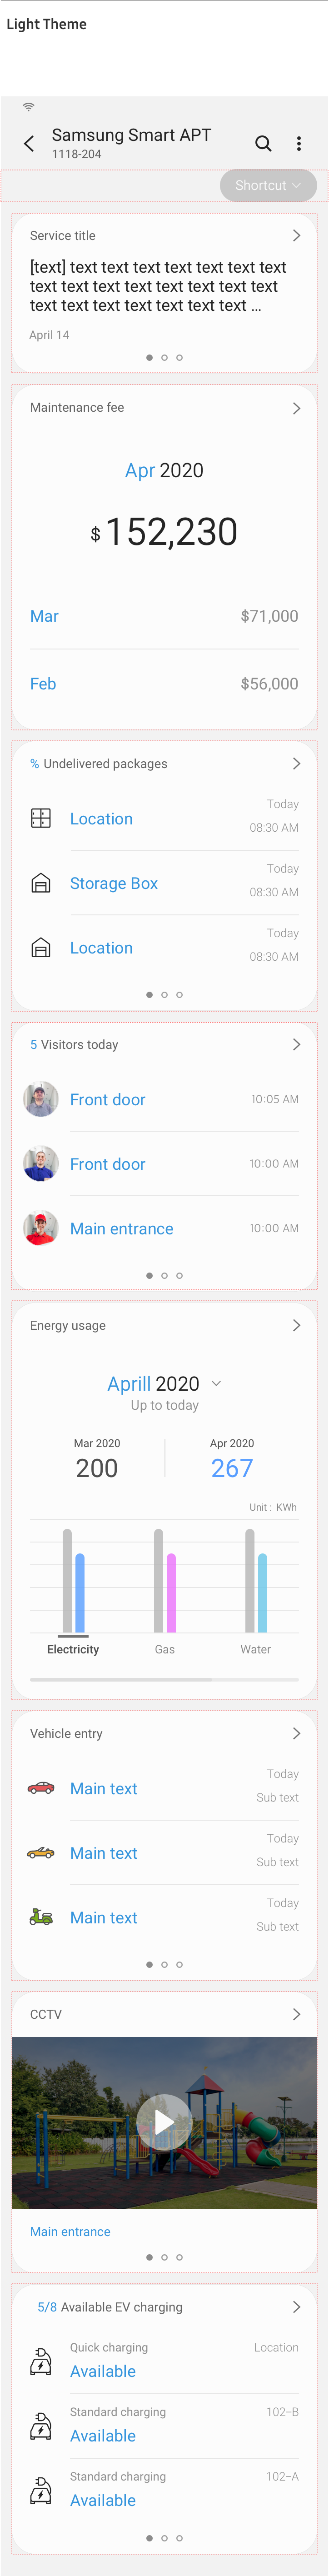 Light Theme
Samsung Smart APT
1118-204
Shortcut
Service title
[text] text text text text text text text
text text text text text text text text
text text text text text text text ...
April 14
Maintenance fee
Apr 2020
$ 152,230
Mar $71,000
Feb $56,000
% Undelivered packages
Today
Location
08:30 AM
Today
Storage Box
08:30 AM
Today
Location
08:30 AM
5 Visitors today
Front door 10:05 AM
Front door 10:00 AM
Main entrance 10:00 AM
Energy usage
Aprill 2020
Up to today
Mar 2020 Apr 2020
200 267
Unit : KWh
Electricity Gas Water
Vehicle entry
Today
Main text
Sub text
Today
Main text
Sub text
Today
Main text
Sub text
CCTV
Main entrance
5/8 Available EV charging
Quick charging Location
Available
Standard charging 102-B
Available
Standard charging 102-A
Available